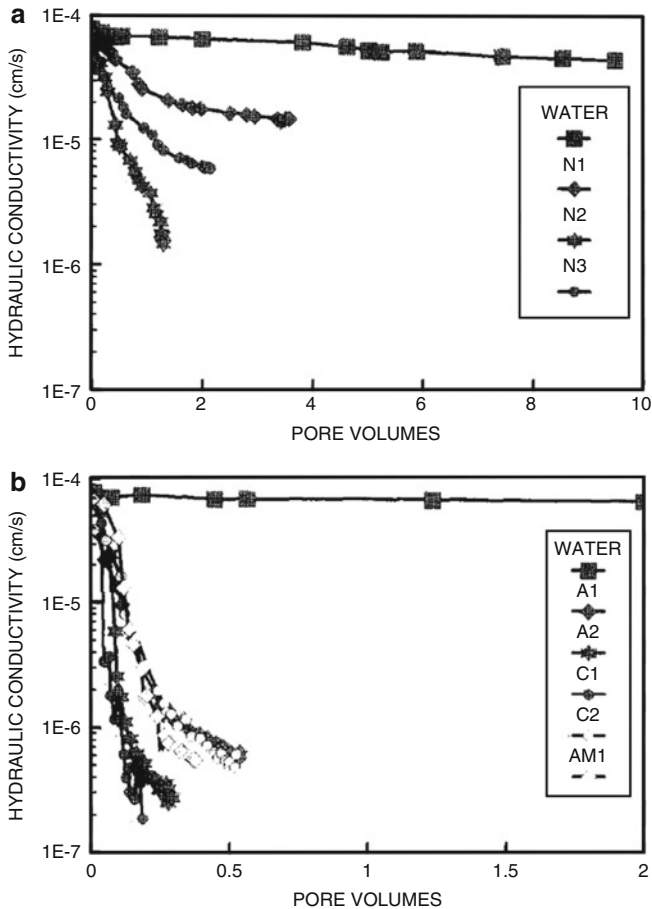 a
HYDRAULIC CONDUCTIVITY (cm/s)
1E-4
1E-5
1E-6
1E-7
0 2 4 6 8 10
PORE VOLUMES
WATER
N1
N2
N3
b
HYDRAULIC CONDUCTIVITY (cm/s)
1E-4
1E-5
1E-6
1E-7
0 0.5 1 1.5 2
PORE VOLUMES
WATER
A1
A2
C1
C2
AM1